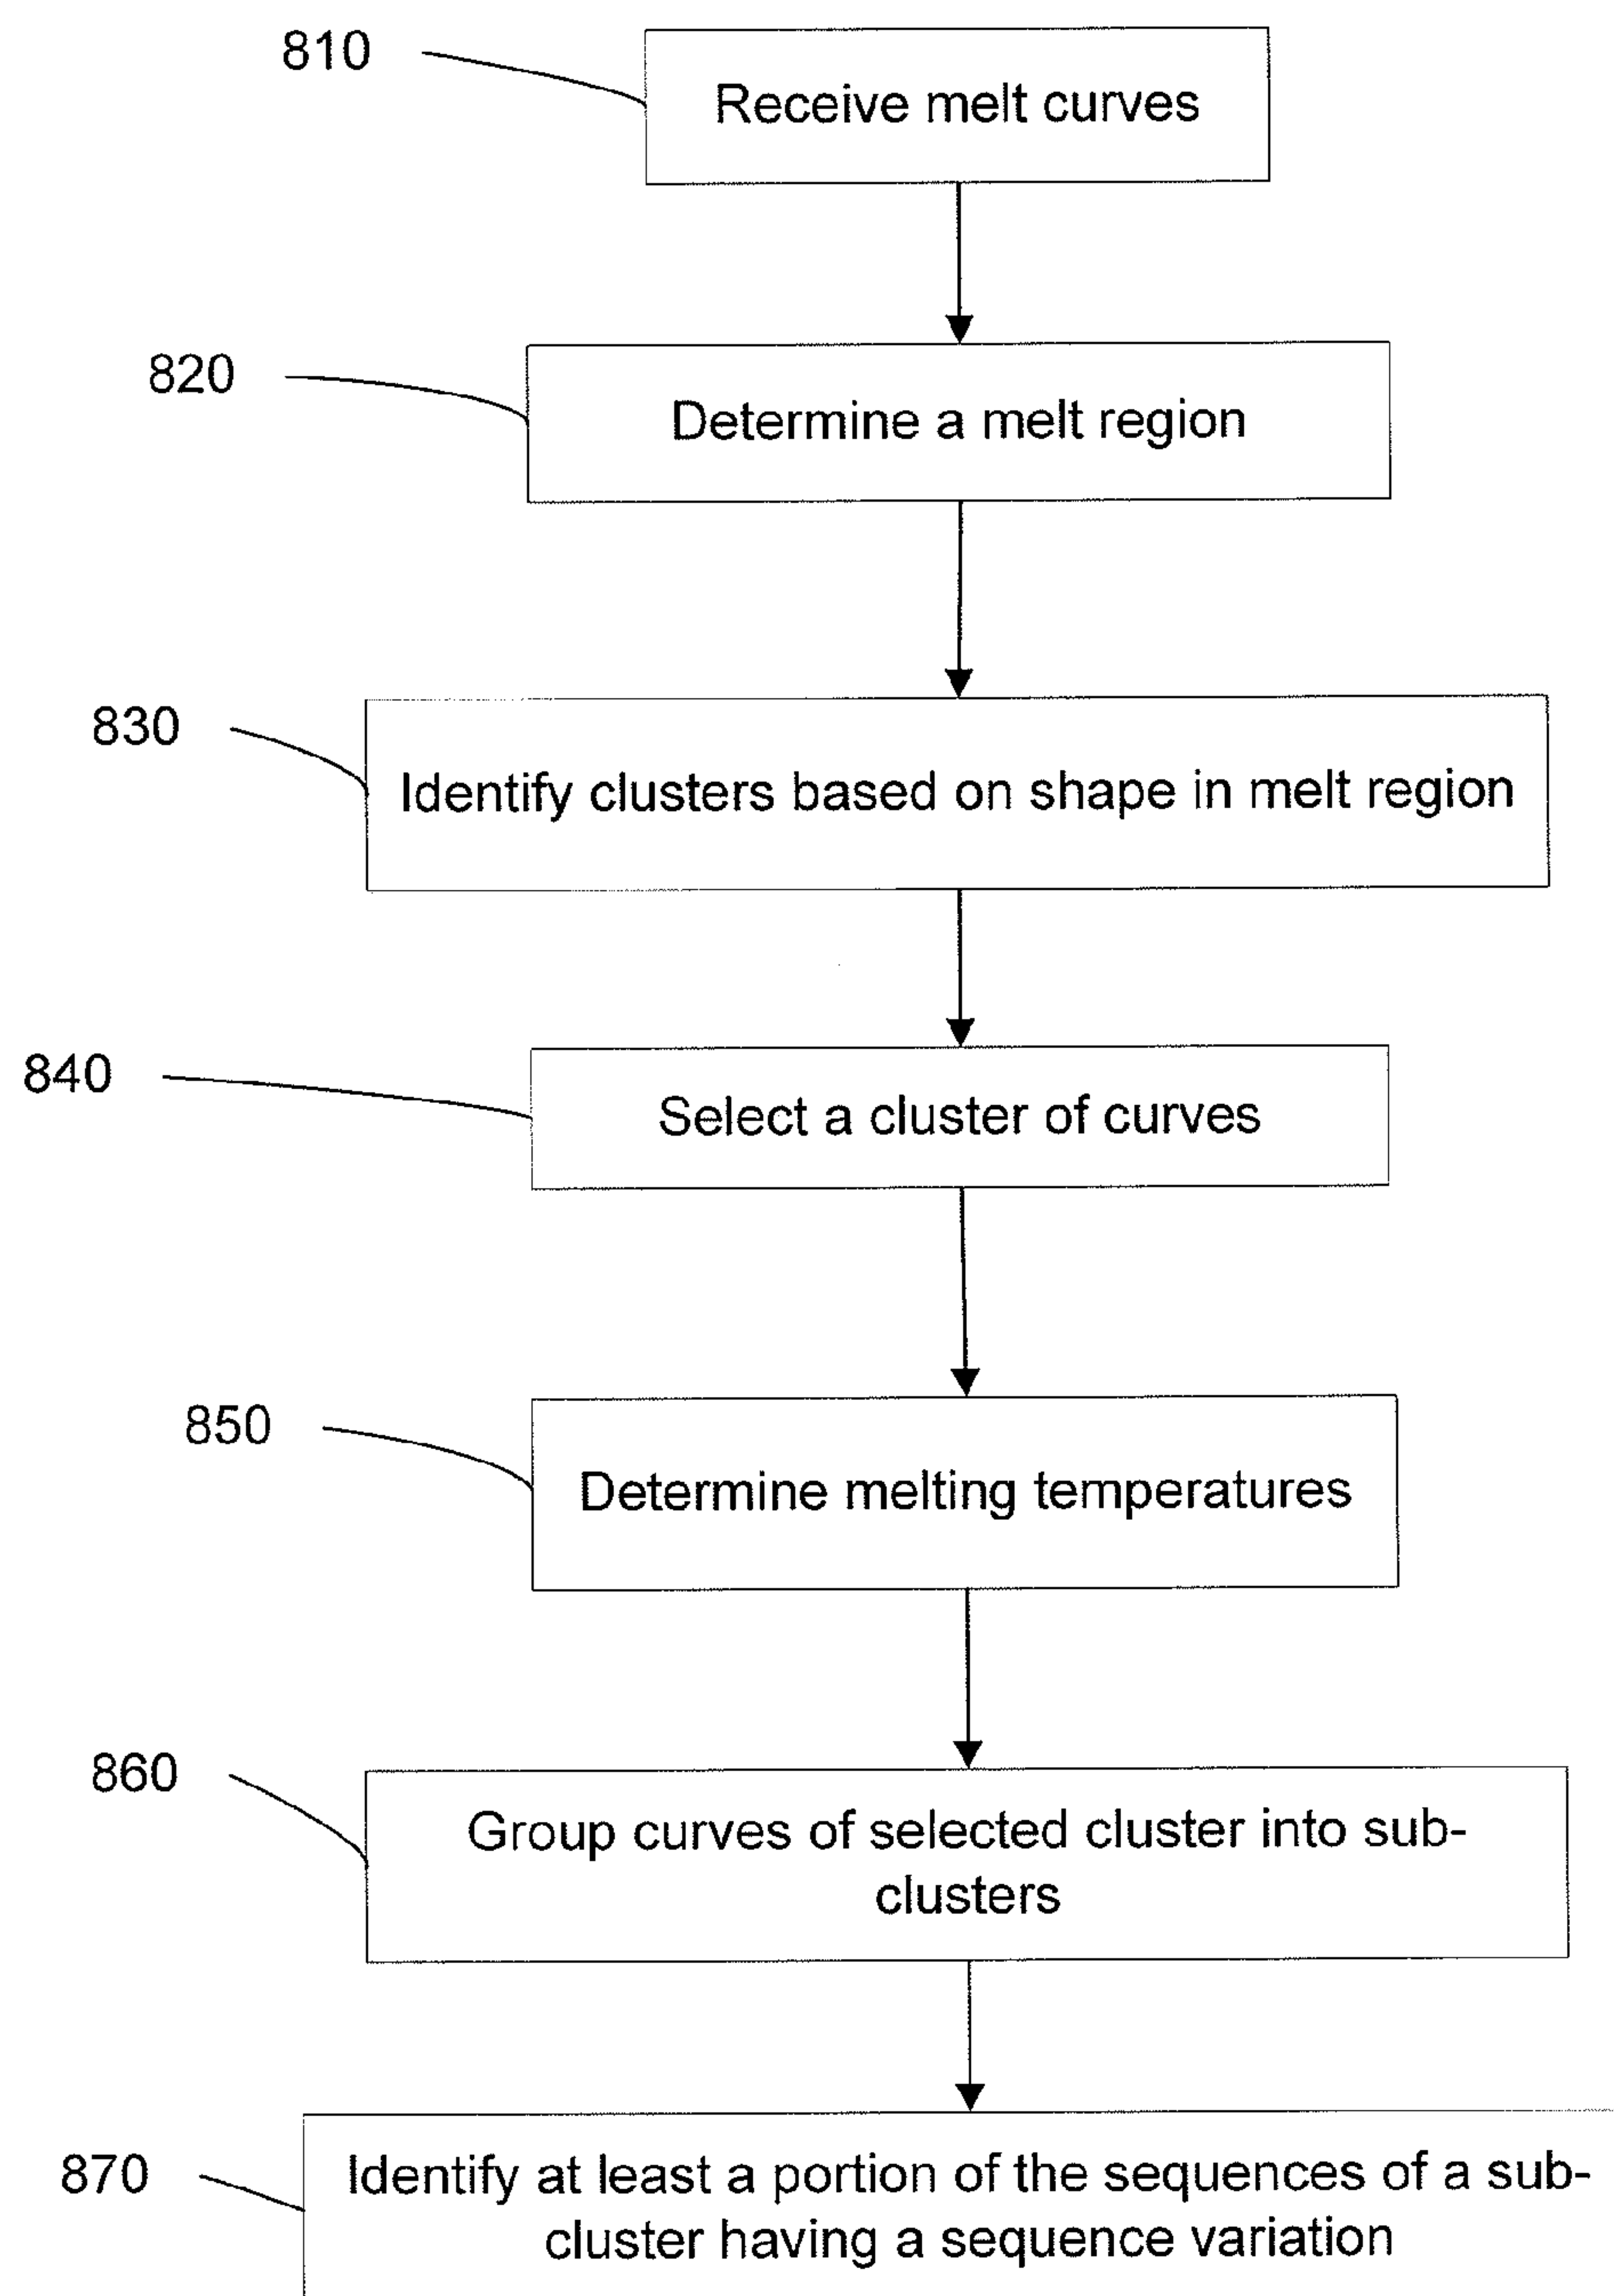 810
Receive melt curves
820
Determine a melt region
830
Identify clusters based on shape in melt region
840
Select a cluster of curves
850
Determine melting temperatures
860
Group curves of selected cluster into sub-
clusters
870
Identify at least a portion of the sequences of a sub-
cluster having a sequence variation